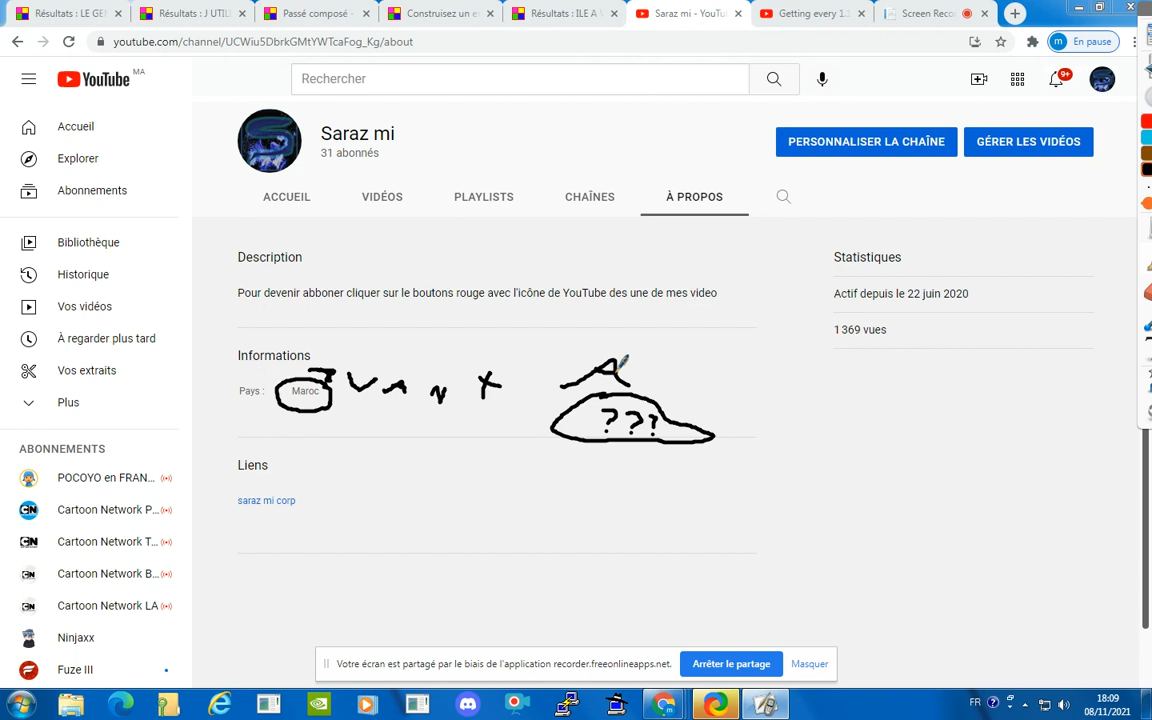 Résultats : LE GEN
Résultats : J UTILI
Passé composé -
Construisez un e
Résultats : ILE A V
Saraz mi - YouTu
Getting every 1.
Screen Reco
youtube.com/channel/UCWiu5DbrkGMtYWTcaFog_Kg/about
m En pause
YouTube MA
Rechercher
9+
Accueil
Explorer
Abonnements
Bibliothèque
Historique
Vos vidéos
À regarder plus tard
Vos extraits
Plus
ABONNEMENTS
POCOYO en FRAN...
Cartoon Network P...
Cartoon Network T...
Cartoon Network B...
Cartoon Network LA
Ninjaxx
Fuze III
Saraz mi
31 abonnés
PERSONNALISER LA CHAÎNE
GÉRER LES VIDÉOS
ACCUEIL
VIDÉOS
PLAYLISTS
CHAÎNES
À PROPOS
Description
Pour devenir abboner cliquer sur le boutons rouge avec l'icône de YouTube des une de mes video
Informations
Pays : Maroc
???
Liens
saraz mi corp
Statistiques
Actif depuis le 22 juin 2020
1 369 vues
Votre écran est partagé par le biais de l'application recorder.freeonlineapps.net.
Arrêter le partage
Masquer
FR
18:09
08/11/2021